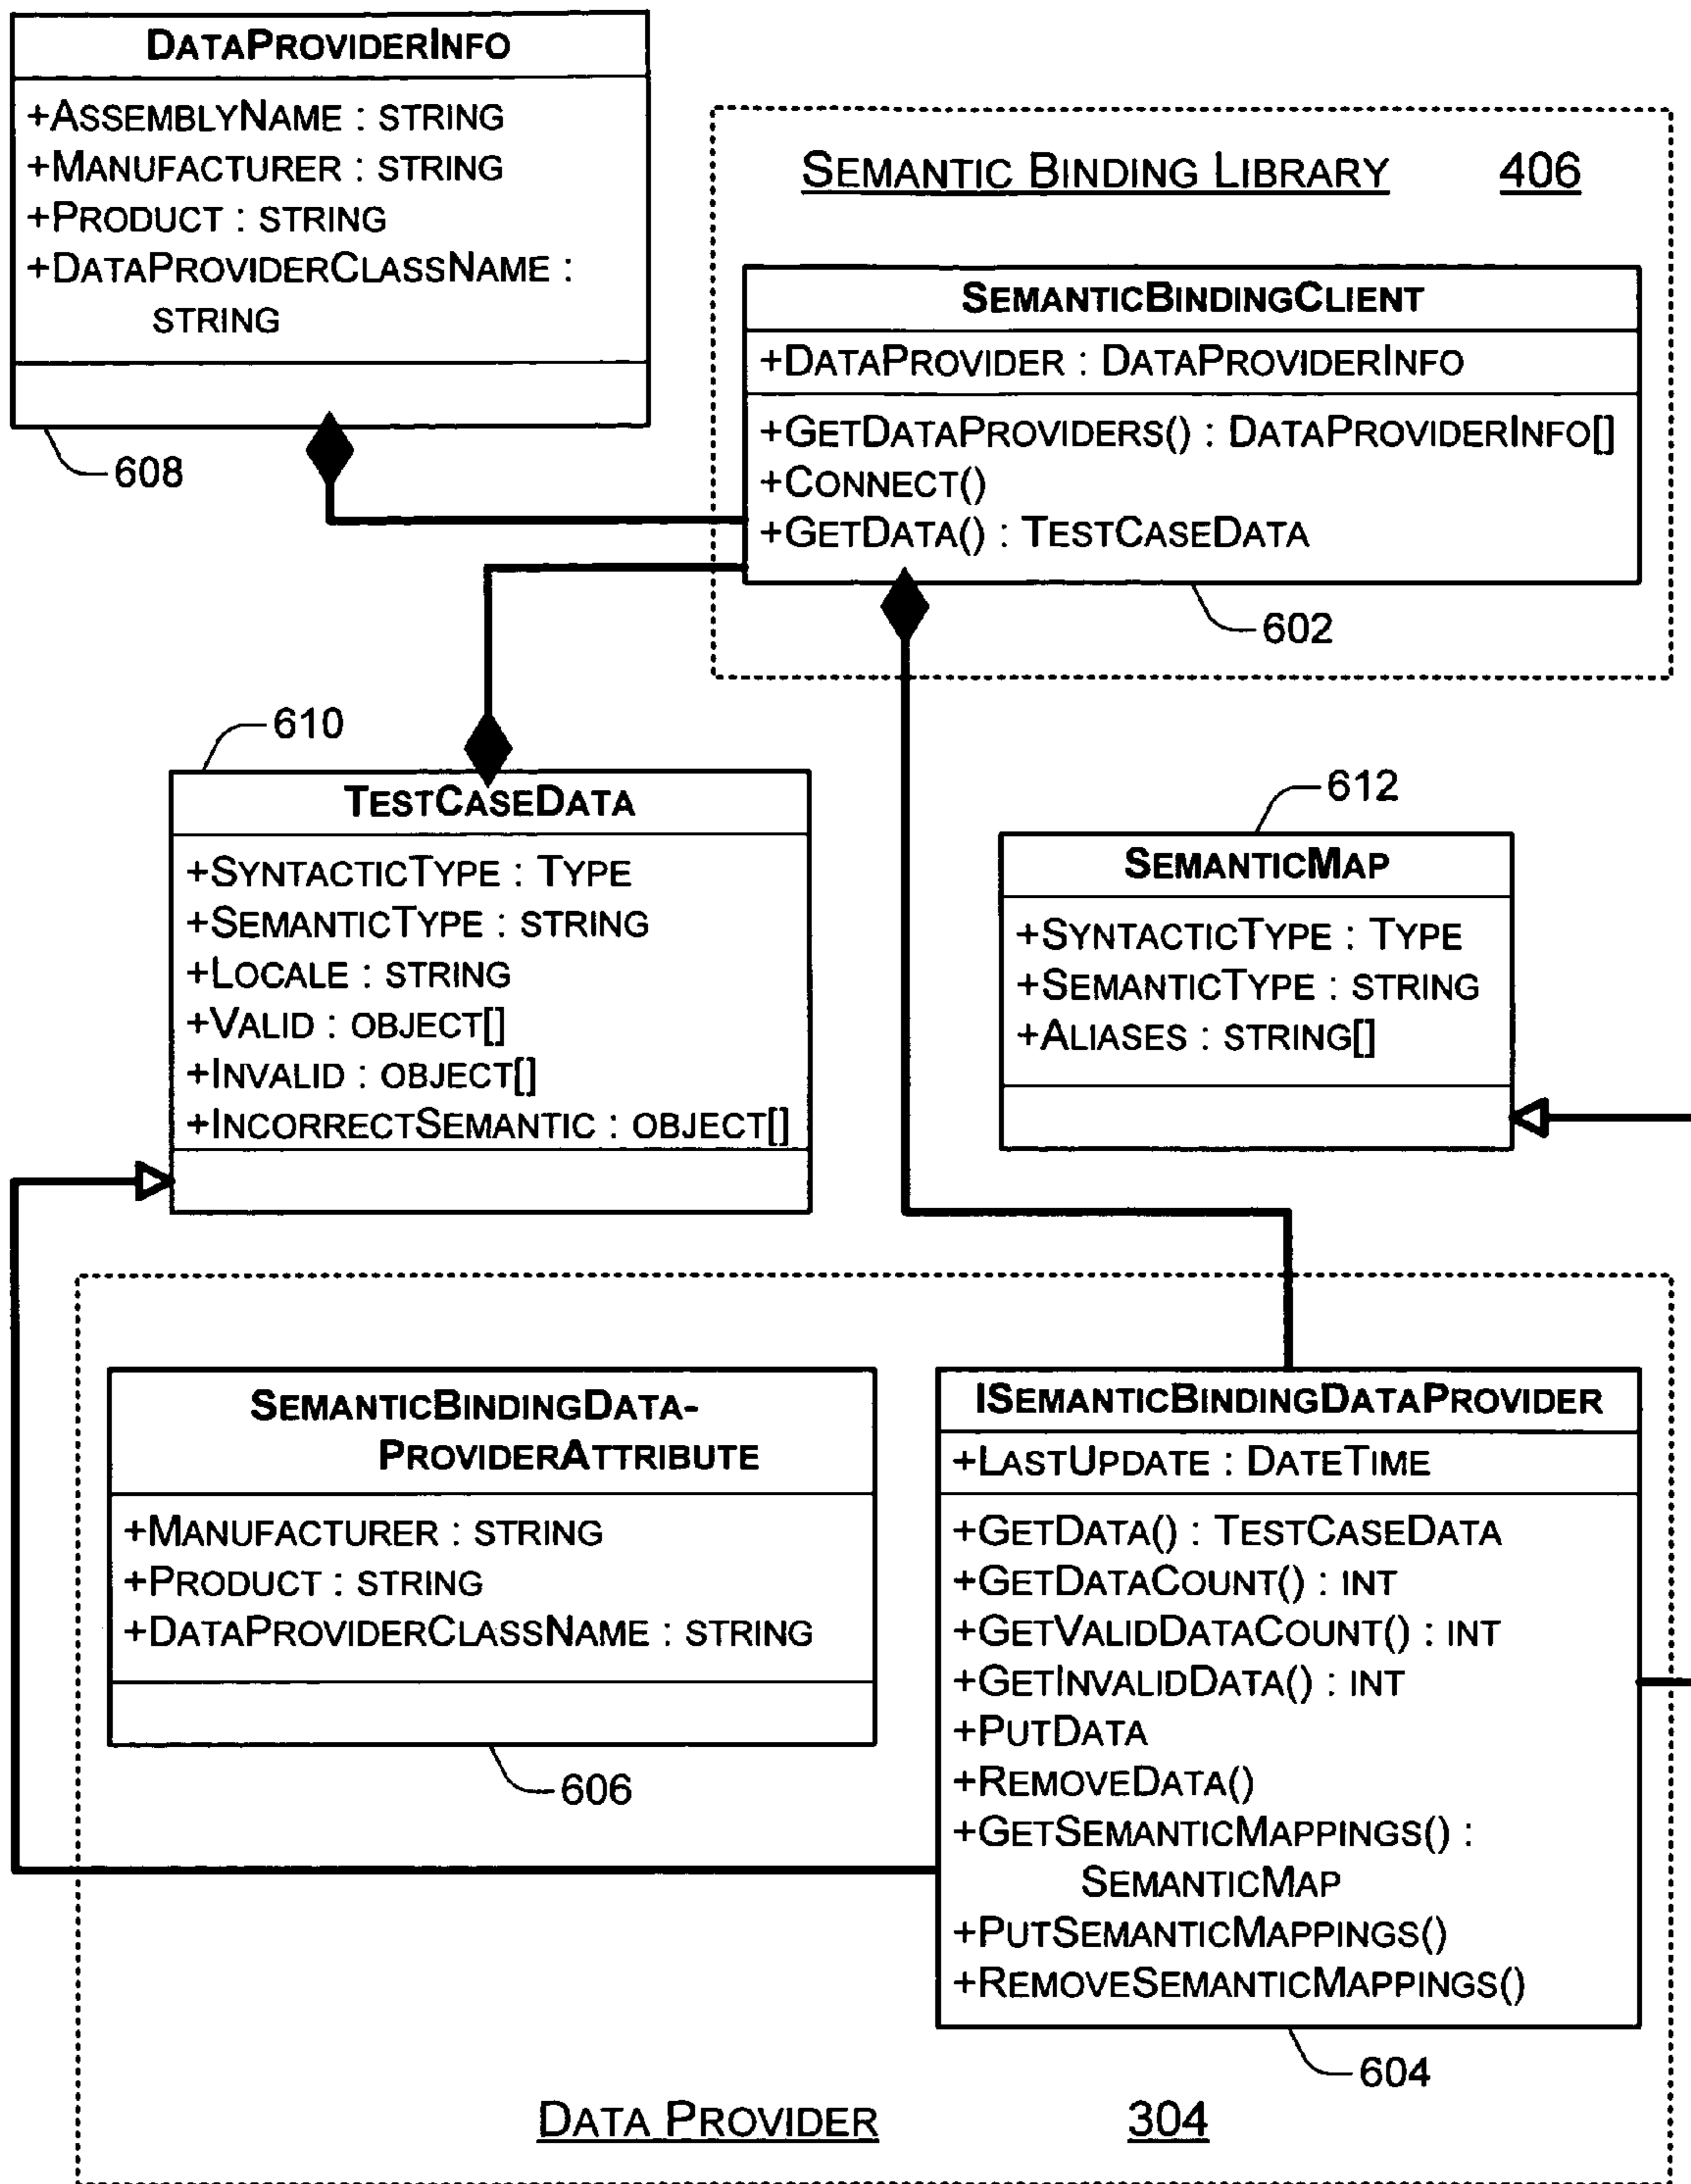 DATAPROVIDERINFO
+ASSEMBLYNAME : STRING
+MANUFACTURER : STRING
+PRODUCT : STRING
+DATAPROVIDERCLASSNAME :
STRING
608
SEMANTIC BINDING LIBRARY 406
SEMANTICBINDINGCLIENT
+DATAPROVIDER : DATAPROVIDERINFO
+GETDATAPROVIDERS() : DATAPROVIDERINFO[]
+CONNECT()
+GETDATA() : TESTCASEDATA
602
610
TESTCASEDATA
+SYNTACTICTYPE : TYPE
+SEMANTICTYPE : STRING
+LOCALE : STRING
+VALID : OBJECT[]
+INVALID : OBJECT[]
+INCORRECTSEMANTIC : OBJECT[]
612
SEMANTICMAP
+SYNTACTICTYPE : TYPE
+SEMANTICTYPE : STRING
+ALIASES : STRING[]
SEMANTICBINDINGDATA-
PROVIDERATTRIBUTE
+MANUFACTURER : STRING
+PRODUCT : STRING
+DATAPROVIDERCLASSNAME : STRING
606
ISEMANTICBINDINGDATAPROVIDER
+LASTUPDATE : DATETIME
+GETDATA() : TESTCASEDATA
+GETDATACOUNT() : INT
+GETVALIDDATACOUNT() : INT
+GETINVALIDDATA() : INT
+PUTDATA
+REMOVEDATA()
+GETSEMANTICMAPPINGS() :
SEMANTICMAP
+PUTSEMANTICMAPPINGS()
+REMOVESEMANTICMAPPINGS()
604
DATA PROVIDER 304